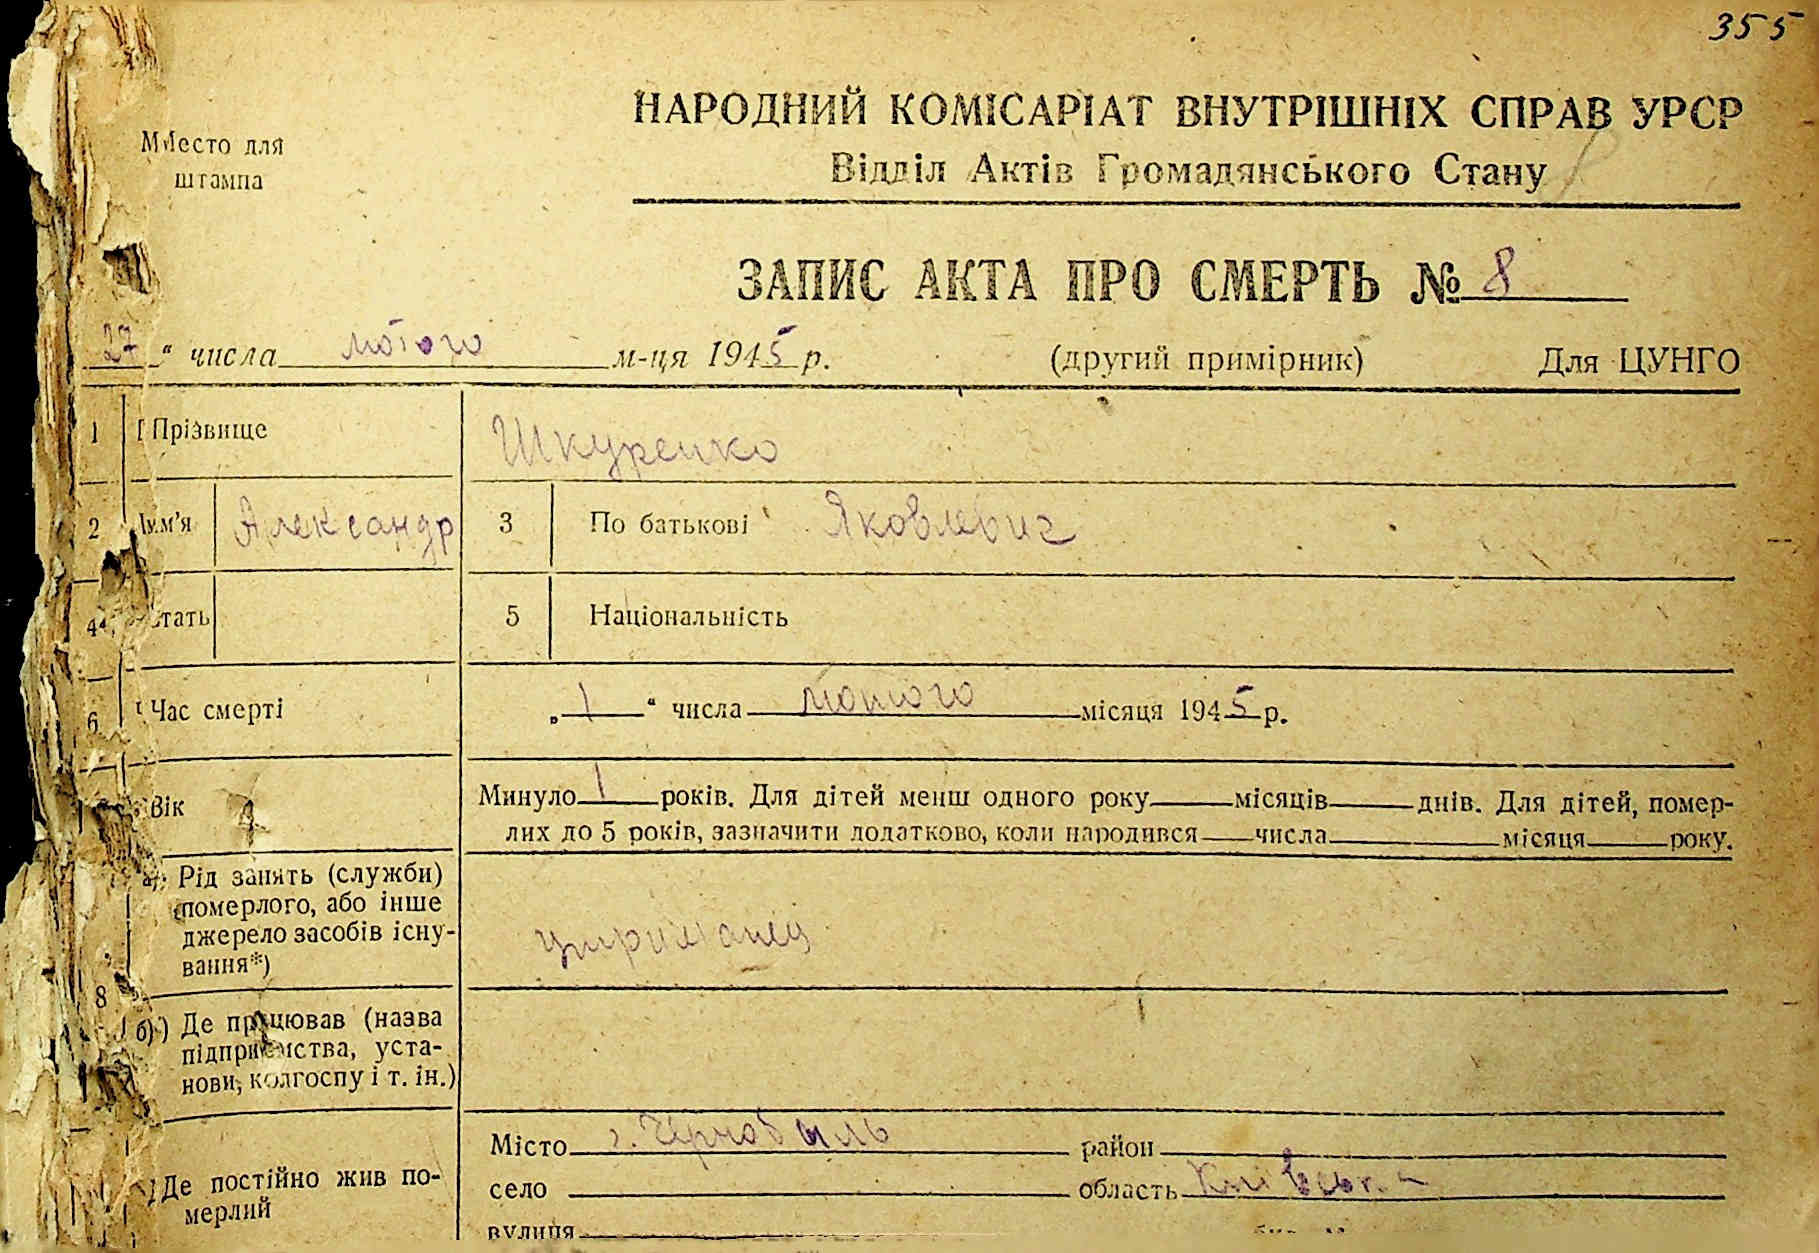 355
НАРОДНИЙ КОМІСАРІАТ ВНУТРІШНІХ СПРАВ УРСР
Место для
штампа
Відділ Актів Громадянського Стану
ЗАПИС АКТА ПРО СМЕРТЬ № 8
27 “ числа лютого м-ця 1945 р. (другий примірник) Для ЦУНГО
1 Прізвище Шкуренко
2 Ім'я Александр 3 По батькові Яковлевич
4 Стать 5 Національність
6 Час смерті „ 1 “ числа лютого місяця 1945 р.
Вік Минуло 1 років. Для дітей менш одного року місяців днів. Для дітей, помер-
лих до 5 років, зазначити додатково, коли народився числа місяця року.
Рід занять (служби)
померлого, або інше
джерело засобів існу-
вання*)
утриманец
8
б) Де працював (назва
підприємства, уста-
нови, колгоспу і т. ін.)
Місто г. Чернобыль район
Де постійно жив по-
мерлий
село область Київськ.
вулиця